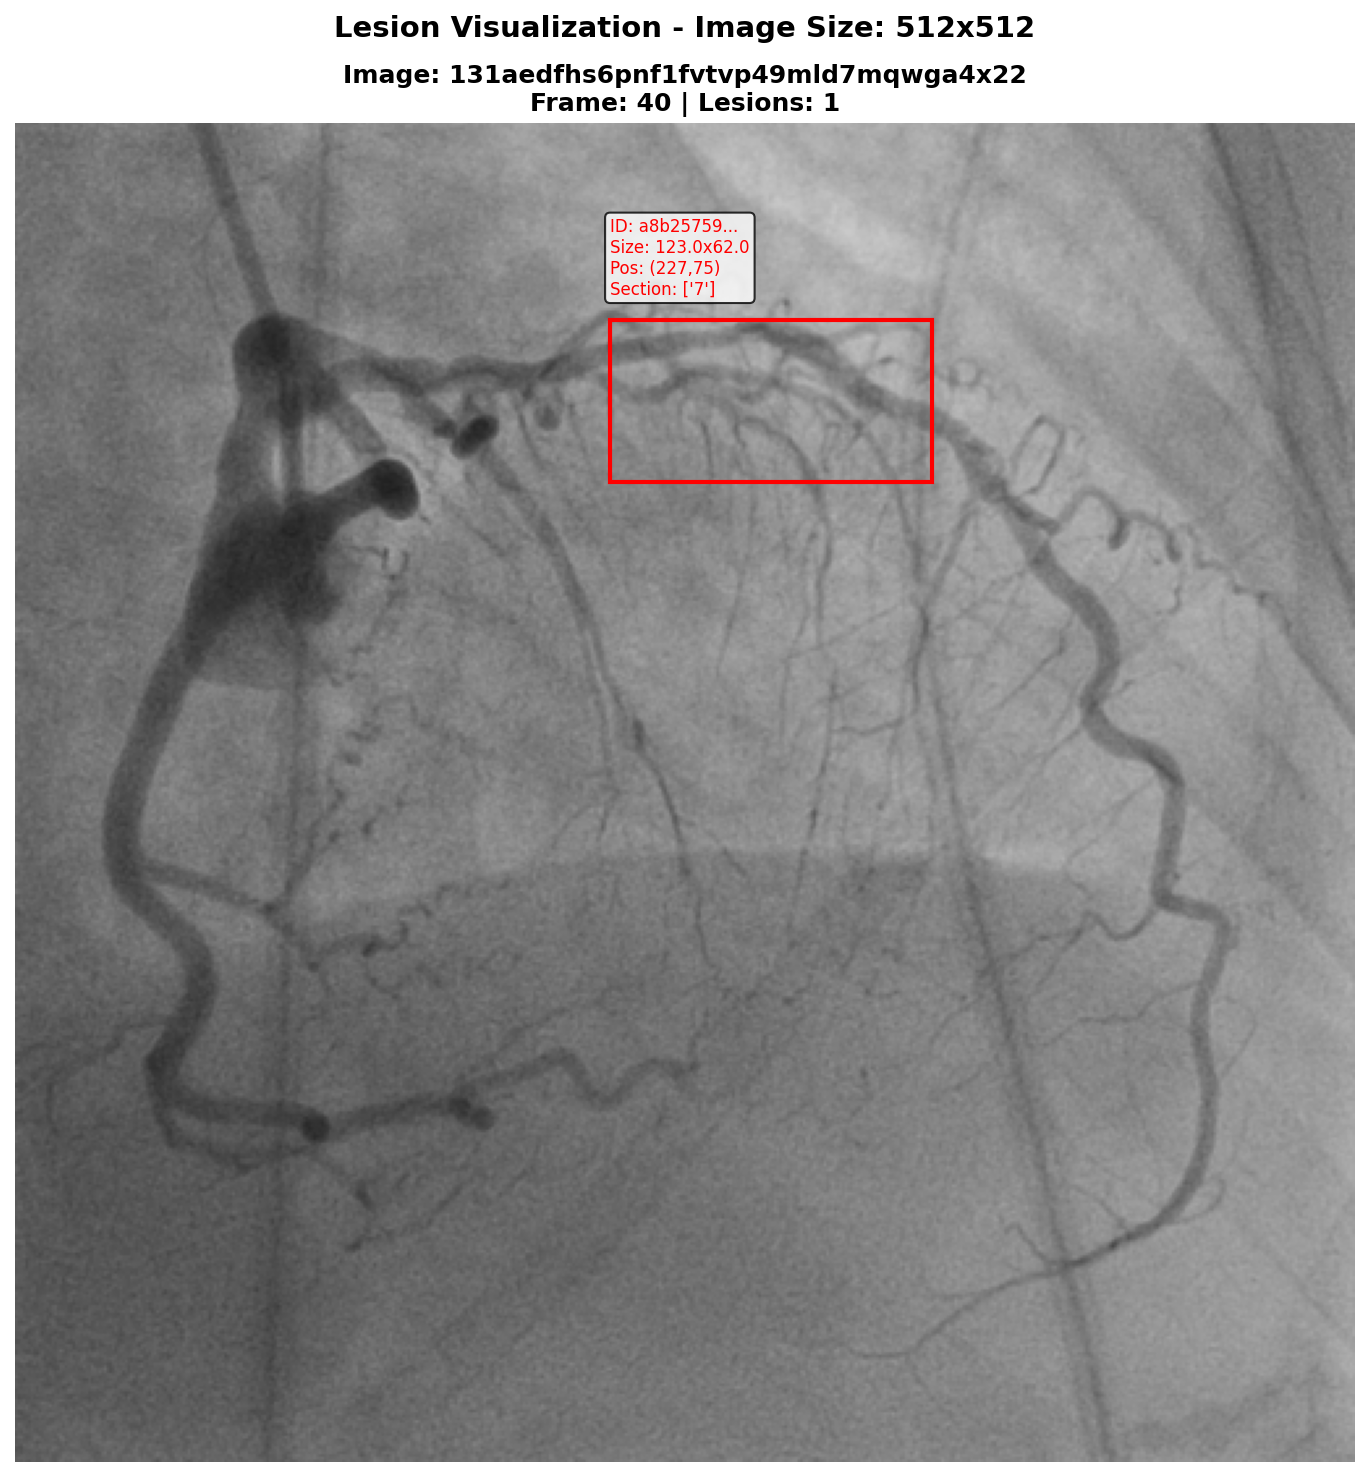 Lesion Visualization - Image Size: 512x512
Image: 131aedfhs6pnf1fvtvp49mld7mqwga4x22
Frame: 40 | Lesions: 1
ID: a8b25759...
Size: 123.0x62.0
Pos: (227,75)
Section: ['7']